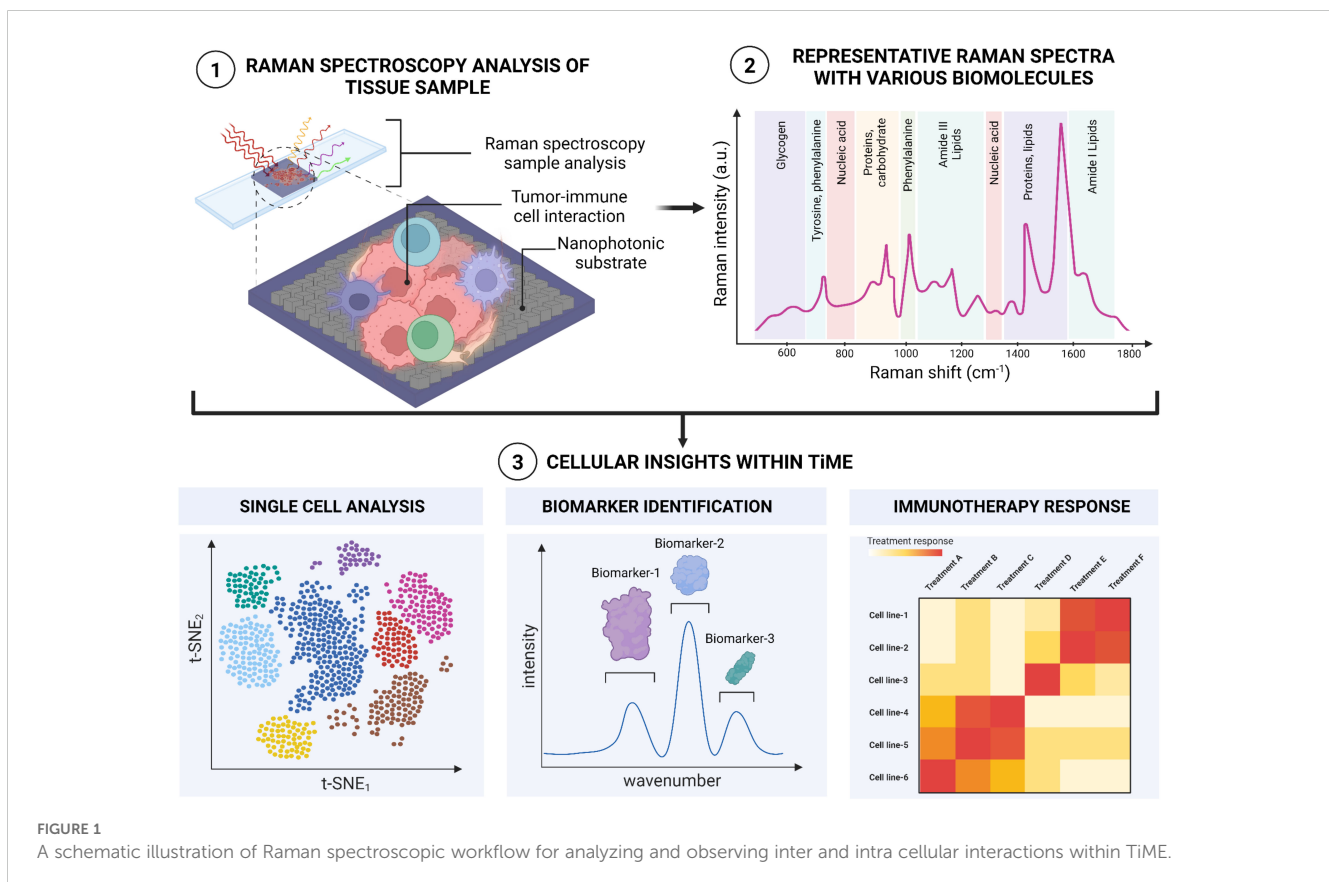 1
RAMAN SPECTROSCOPY ANALYSIS OF
TISSUE SAMPLE
Raman spectroscopy
sample analysis
Tumor-immune
cell interaction
Nanophotonic
substrate
2
REPRESENTATIVE RAMAN SPECTRA
WITH VARIOUS BIOMOLECULES
Raman intensity (a.u.)
Glycogen
Tyrosine, phenylalanine
Nucleic acid
Proteins,
carbohydrate
Phenylalanine
Amide III
Lipids
Nucleic acid
Proteins, lipids
Amide I Lipids
600 800 1000 1200 1400 1600 1800
Raman shift (cm⁻¹)
3
CELLULAR INSIGHTS WITHIN TiME
SINGLE CELL ANALYSIS
t-SNE₂
t-SNE₁
BIOMARKER IDENTIFICATION
Biomarker-1
Biomarker-2
Biomarker-3
intensity
wavenumber
IMMUNOTHERAPY RESPONSE
Treatment response
Treatment A
Treatment B
Treatment C
Treatment D
Treatment E
Treatment F
Cell line-1
Cell line-2
Cell line-3
Cell line-4
Cell line-5
Cell line-6
FIGURE 1
A schematic illustration of Raman spectroscopic workflow for analyzing and observing inter and intra cellular interactions within TiME.